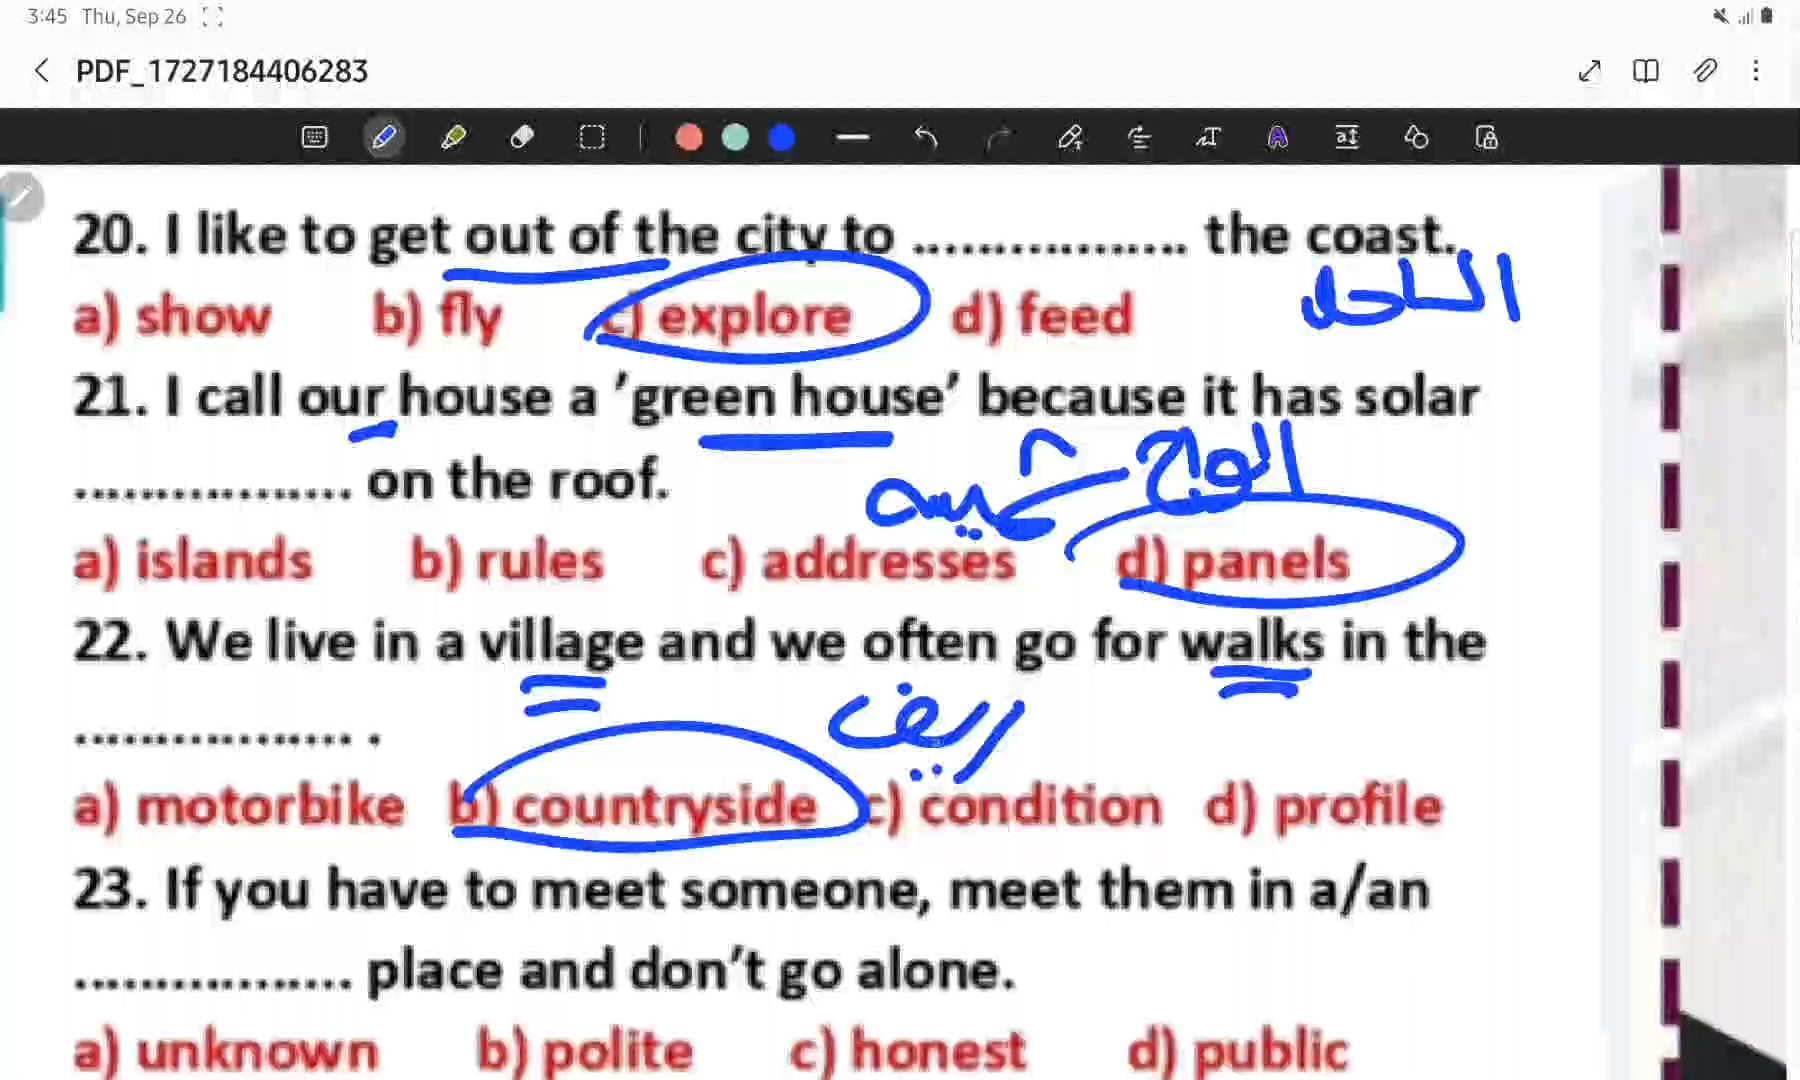 3:45 Thu, Sep 26
PDF_1727184406283
20. I like to get out of the city to ................. the coast.
a) show b) fly c) explore d) feed
الساحل
21. I call our house a ‘green house’ because it has solar
................. on the roof.
الواح شمسيه
a) islands b) rules c) addresses d) panels
22. We live in a village and we often go for walks in the
................. .
ريف
a) motorbike b) countryside c) condition d) profile
23. If you have to meet someone, meet them in a/an
................. place and don’t go alone.
a) unknown b) polite c) honest d) public